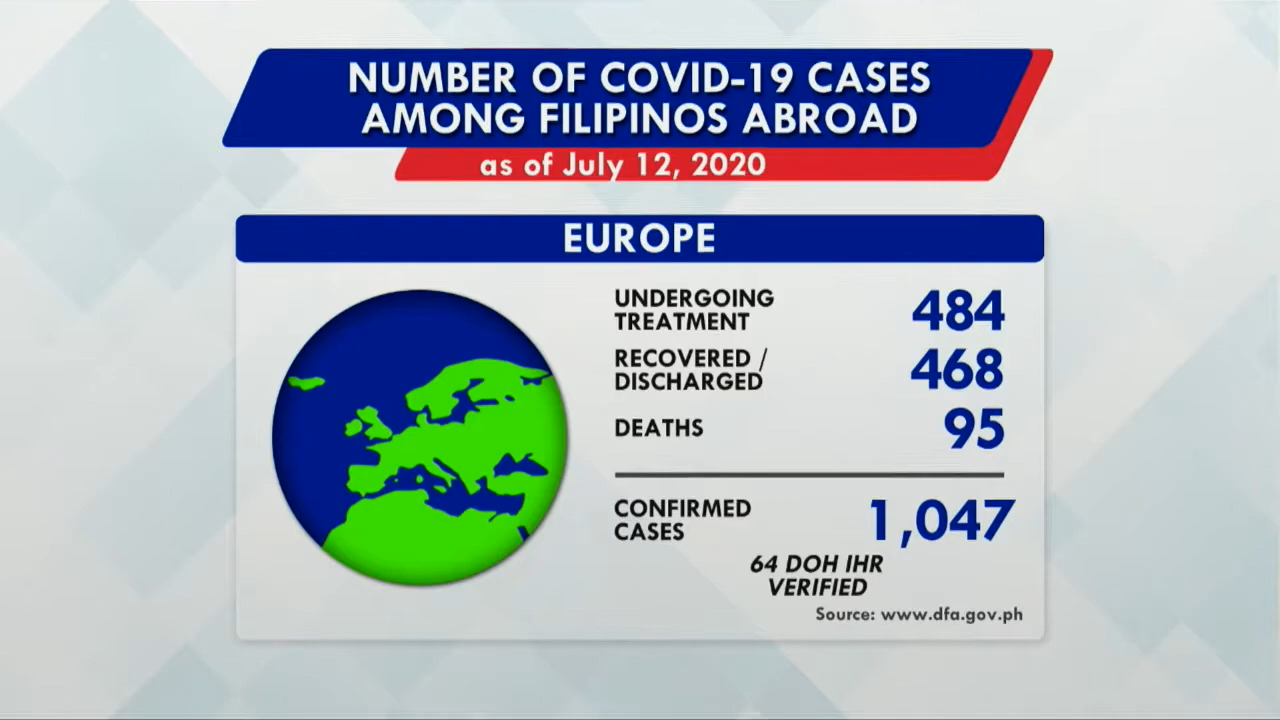 NUMBER OF COVID-19 CASES
AMONG FILIPINOS ABROAD
as of July 12, 2020
EUROPE
UNDERGOING
TREATMENT
484
RECOVERED /
DISCHARGED
468
DEATHS
95
CONFIRMED
CASES
1,047
64 DOH IHR
VERIFIED
Source: www.dfa.gov.ph